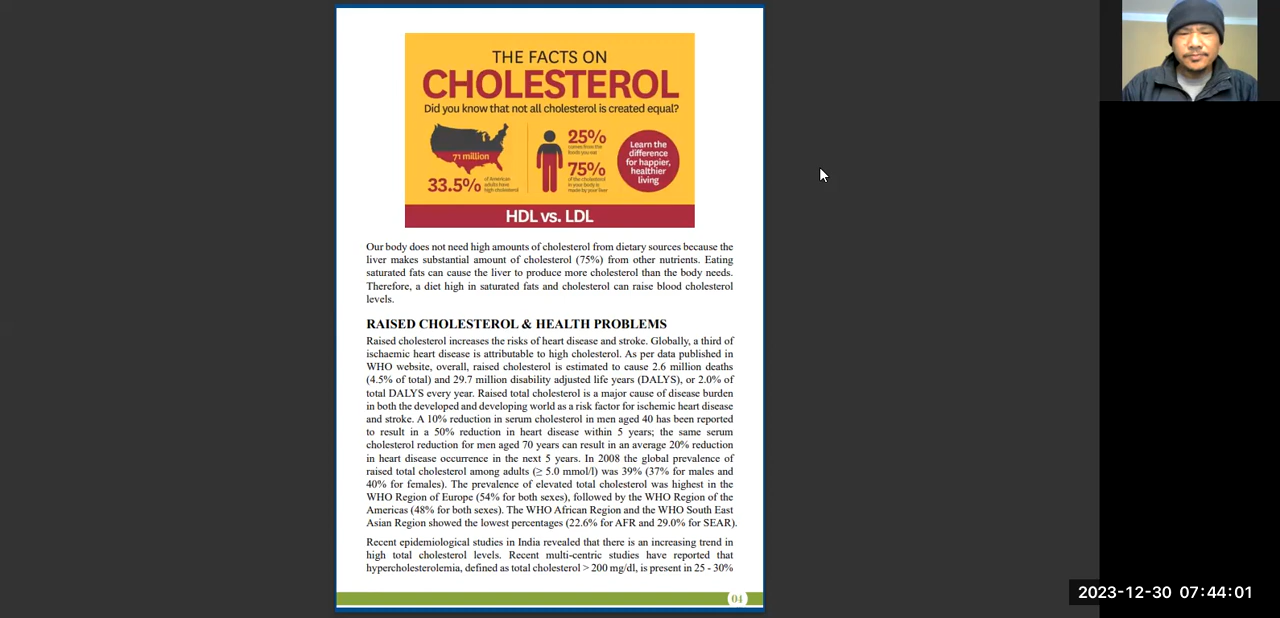 THE FACTS ON
CHOLESTEROL
Did you know that not all cholesterol is created equal?
71 million
33.5% of American
adults have
high cholesterol
25%
comes from the
foods you eat
75%
of the cholesterol
in your body is
made by your liver
Learn the
difference
for happier,
healthier
living
HDL vs. LDL
Our body does not need high amounts of cholesterol from dietary sources because the
liver makes substantial amount of cholesterol (75%) from other nutrients. Eating
saturated fats can cause the liver to produce more cholesterol than the body needs.
Therefore, a diet high in saturated fats and cholesterol can raise blood cholesterol
levels.
RAISED CHOLESTEROL & HEALTH PROBLEMS
Raised cholesterol increases the risks of heart disease and stroke. Globally, a third of
ischaemic heart disease is attributable to high cholesterol. As per data published in
WHO website, overall, raised cholesterol is estimated to cause 2.6 million deaths
(4.5% of total) and 29.7 million disability adjusted life years (DALYS), or 2.0% of
total DALYS every year. Raised total cholesterol is a major cause of disease burden
in both the developed and developing world as a risk factor for ischemic heart disease
and stroke. A 10% reduction in serum cholesterol in men aged 40 has been reported
to result in a 50% reduction in heart disease within 5 years; the same serum
cholesterol reduction for men aged 70 years can result in an average 20% reduction
in heart disease occurrence in the next 5 years. In 2008 the global prevalence of
raised total cholesterol among adults (≥ 5.0 mmol/l) was 39% (37% for males and
40% for females). The prevalence of elevated total cholesterol was highest in the
WHO Region of Europe (54% for both sexes), followed by the WHO Region of the
Americas (48% for both sexes). The WHO African Region and the WHO South East
Asian Region showed the lowest percentages (22.6% for AFR and 29.0% for SEAR).
Recent epidemiological studies in India revealed that there is an increasing trend in
high total cholesterol levels. Recent multi-centric studies have reported that
hypercholesterolemia, defined as total cholesterol > 200 mg/dl, is present in 25 - 30%
04
2023-12-30 07:44:01